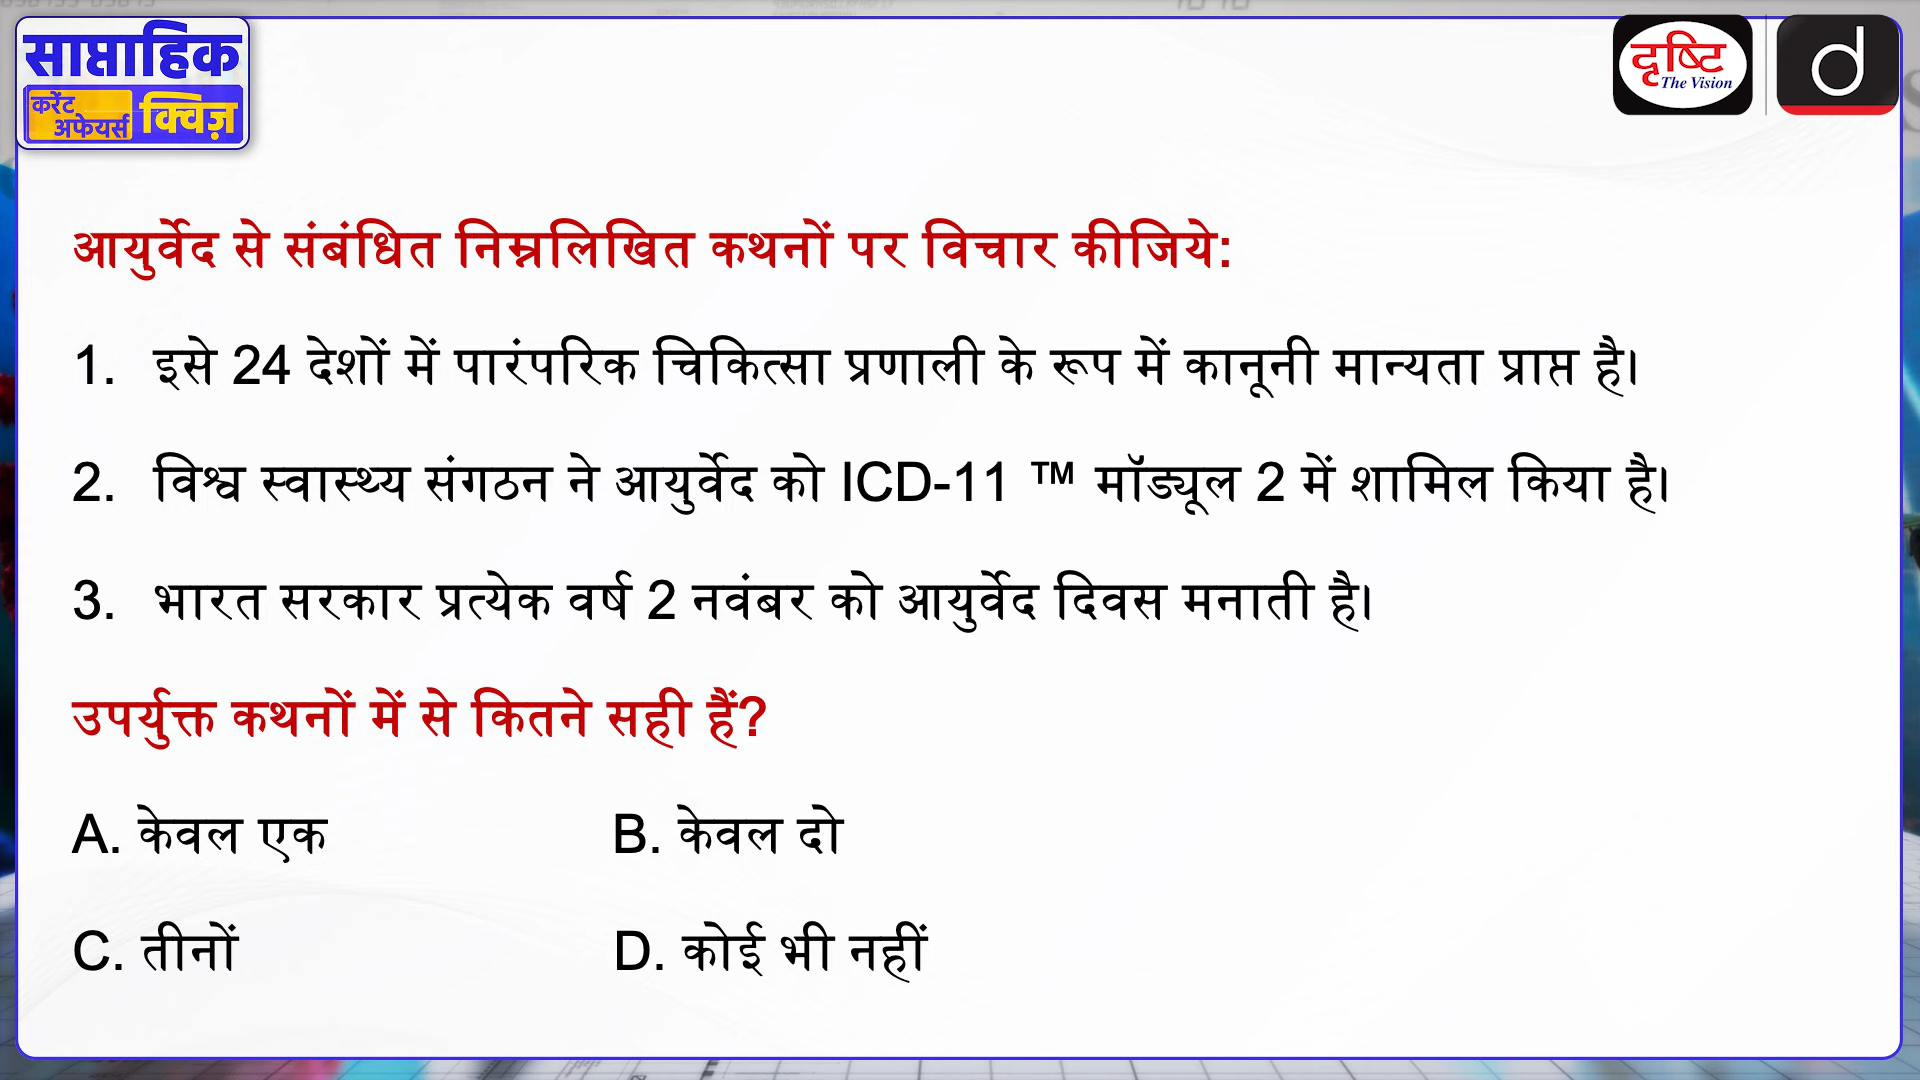 साप्ताहिक
करेंट
अफेयर्स क्विज़
दृष्टि
The Vision
d
आयुर्वेद से संबंधित निम्नलिखित कथनों पर विचार कीजिये:
1. इसे 24 देशों में पारंपरिक चिकित्सा प्रणाली के रूप में कानूनी मान्यता प्राप्त है।
2. विश्व स्वास्थ्य संगठन ने आयुर्वेद को ICD-11 ™ मॉड्यूल 2 में शामिल किया है।
3. भारत सरकार प्रत्येक वर्ष 2 नवंबर को आयुर्वेद दिवस मनाती है।
उपर्युक्त कथनों में से कितने सही हैं?
A. केवल एक B. केवल दो
C. तीनों D. कोई भी नहीं